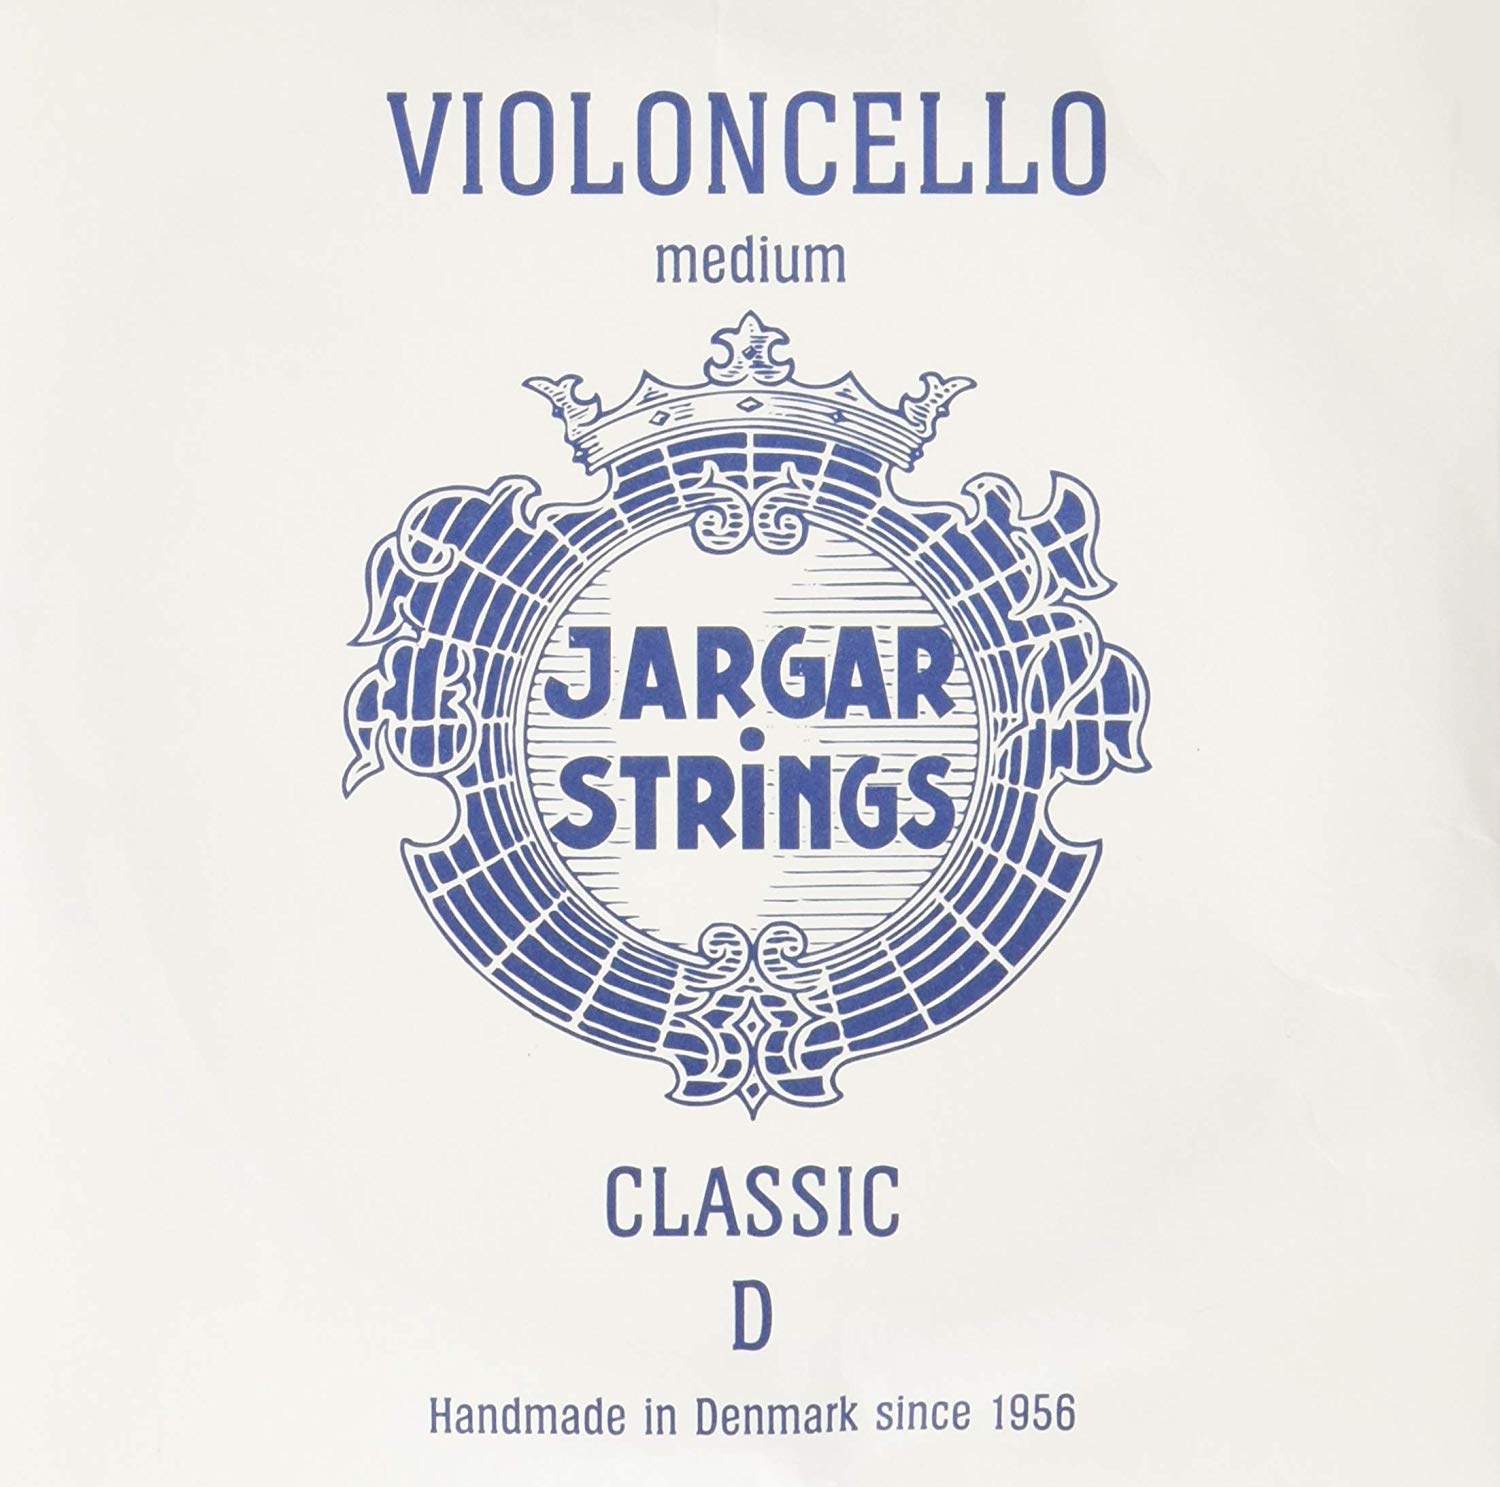 VIOLONCELLO
medium
JARGAR
STRiNGS
CLASSIC
D
Handmade in Denmark since 1956